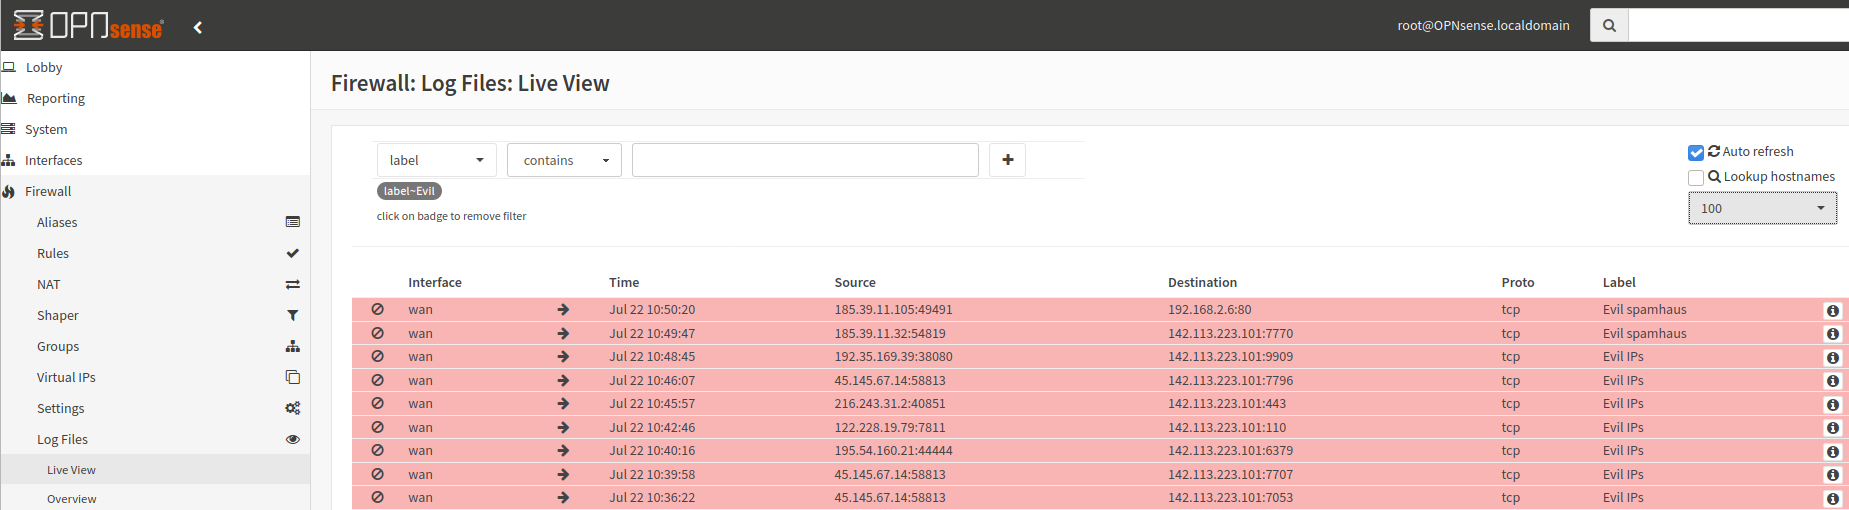 OPNsense
root@OPNsense.localdomain
Lobby
Reporting
System
Interfaces
Firewall
Aliases
Rules
NAT
Shaper
Groups
Virtual IPs
Settings
Log Files
Live View
Overview
Firewall: Log Files: Live View
label contains
label~Evil
click on badge to remove filter
Auto refresh
Lookup hostnames
100
Interface Time Source Destination Proto Label
wan Jul 22 10:50:20 185.39.11.105:49491 192.168.2.6:80 tcp Evil spamhaus
wan Jul 22 10:49:47 185.39.11.32:54819 142.113.223.101:7770 tcp Evil spamhaus
wan Jul 22 10:48:45 192.35.169.39:38080 142.113.223.101:9909 tcp Evil IPs
wan Jul 22 10:46:07 45.145.67.14:58813 142.113.223.101:7796 tcp Evil IPs
wan Jul 22 10:45:57 216.243.31.2:40851 142.113.223.101:443 tcp Evil IPs
wan Jul 22 10:42:46 122.228.19.79:7811 142.113.223.101:110 tcp Evil IPs
wan Jul 22 10:40:16 195.54.160.21:44444 142.113.223.101:6379 tcp Evil IPs
wan Jul 22 10:39:58 45.145.67.14:58813 142.113.223.101:7707 tcp Evil IPs
wan Jul 22 10:36:22 45.145.67.14:58813 142.113.223.101:7053 tcp Evil IPs